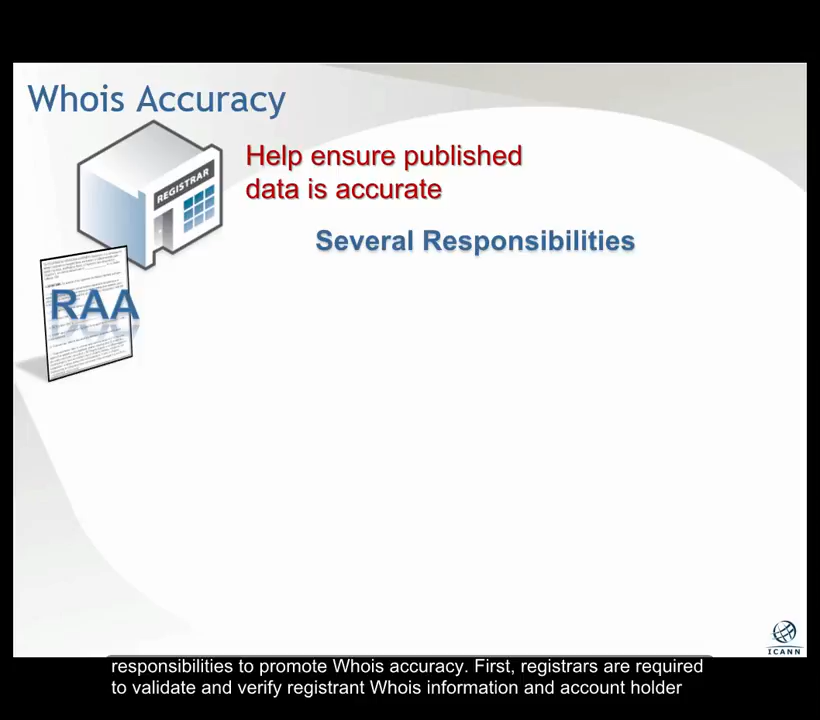 Whois Accuracy
REGISTRAR
Help ensure published
data is accurate
Several Responsibilities
RAA
ICANN
responsibilities to promote Whois accuracy. First, registrars are required
to validate and verify registrant Whois information and account holder